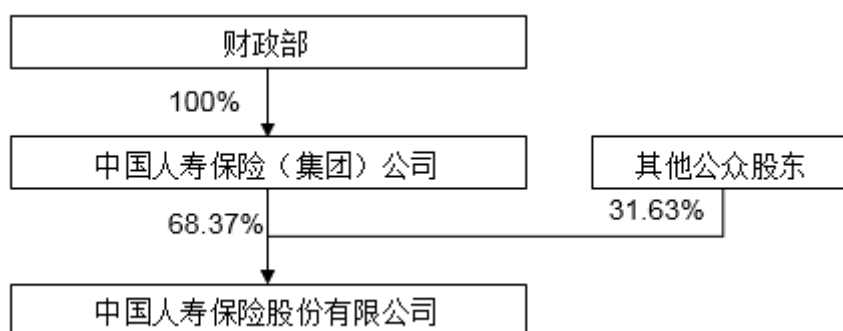 财政部
100%
中国人寿保险（集团）公司
其他公众股东
68.37%
31.63%
中国人寿保险股份有限公司